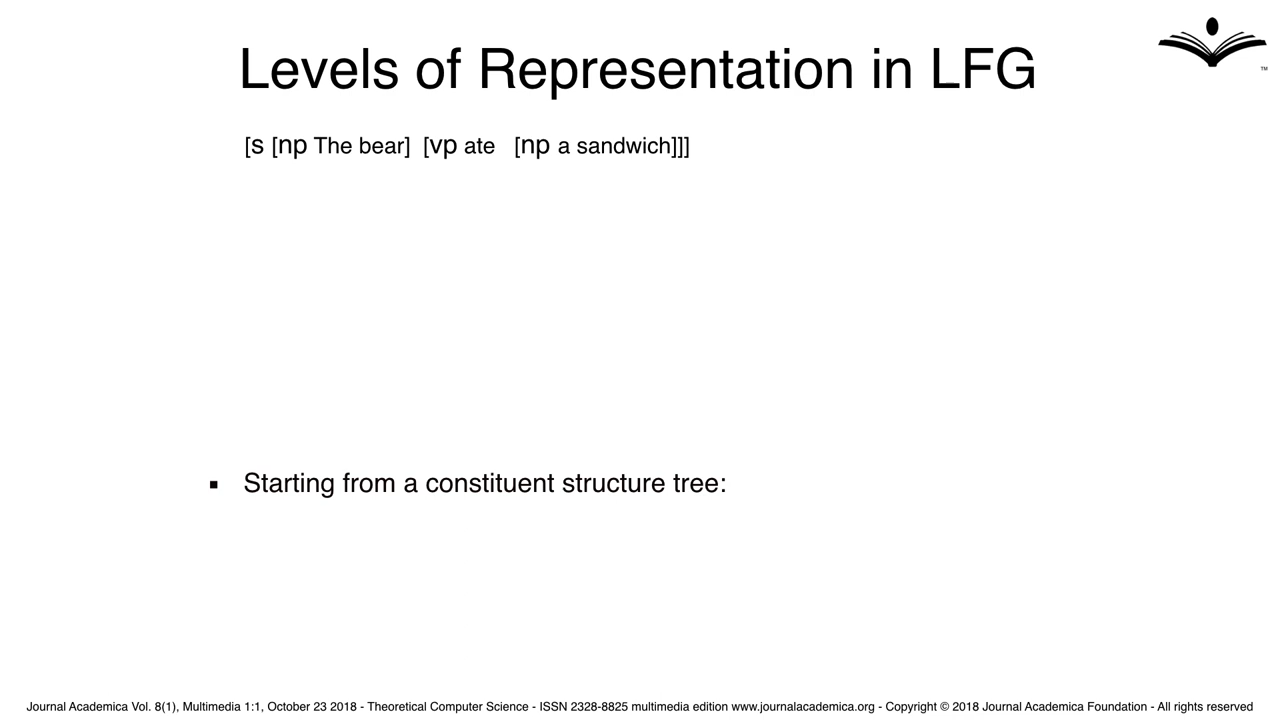 Levels of Representation in LFG
TM
[s [np The bear] [vp ate [np a sandwich]]]
▪ Starting from a constituent structure tree:
Journal Academica Vol. 8(1), Multimedia 1:1, October 23 2018 - Theoretical Computer Science - ISSN 2328-8825 multimedia edition www.journalacademica.org - Copyright © 2018 Journal Academica Foundation - All rights reserved